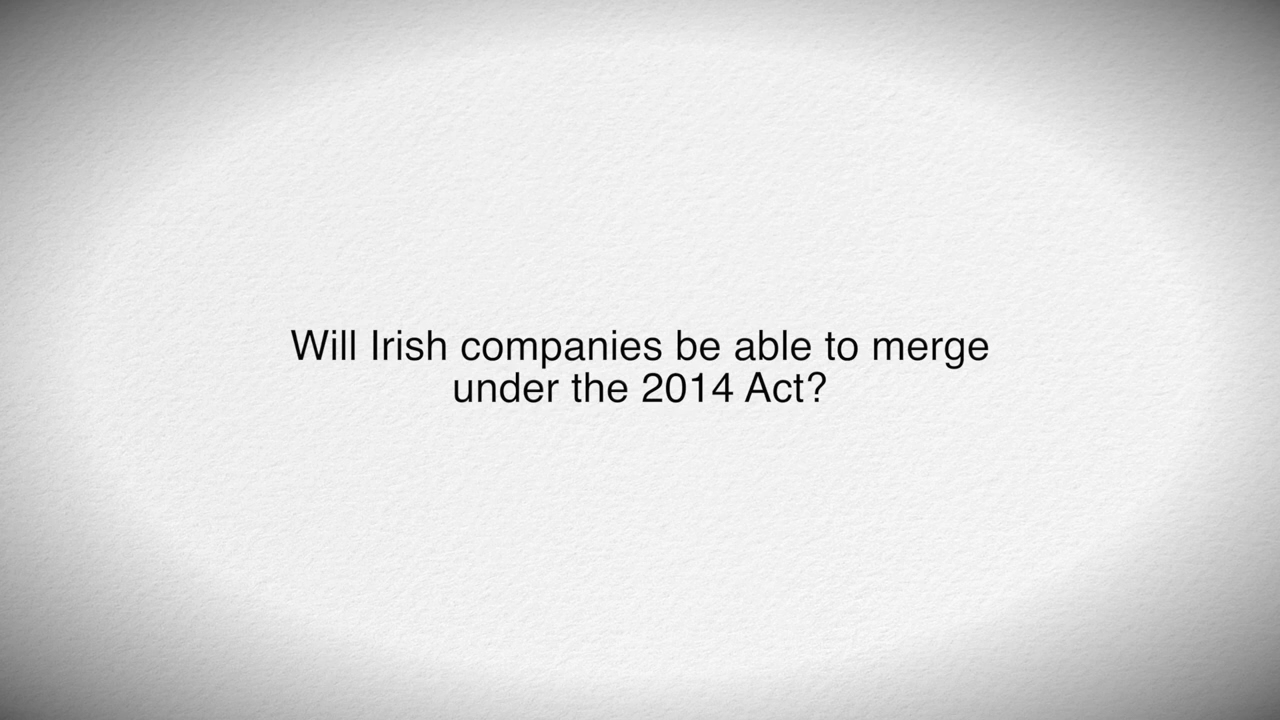 Will Irish companies be able to merge
under the 2014 Act?